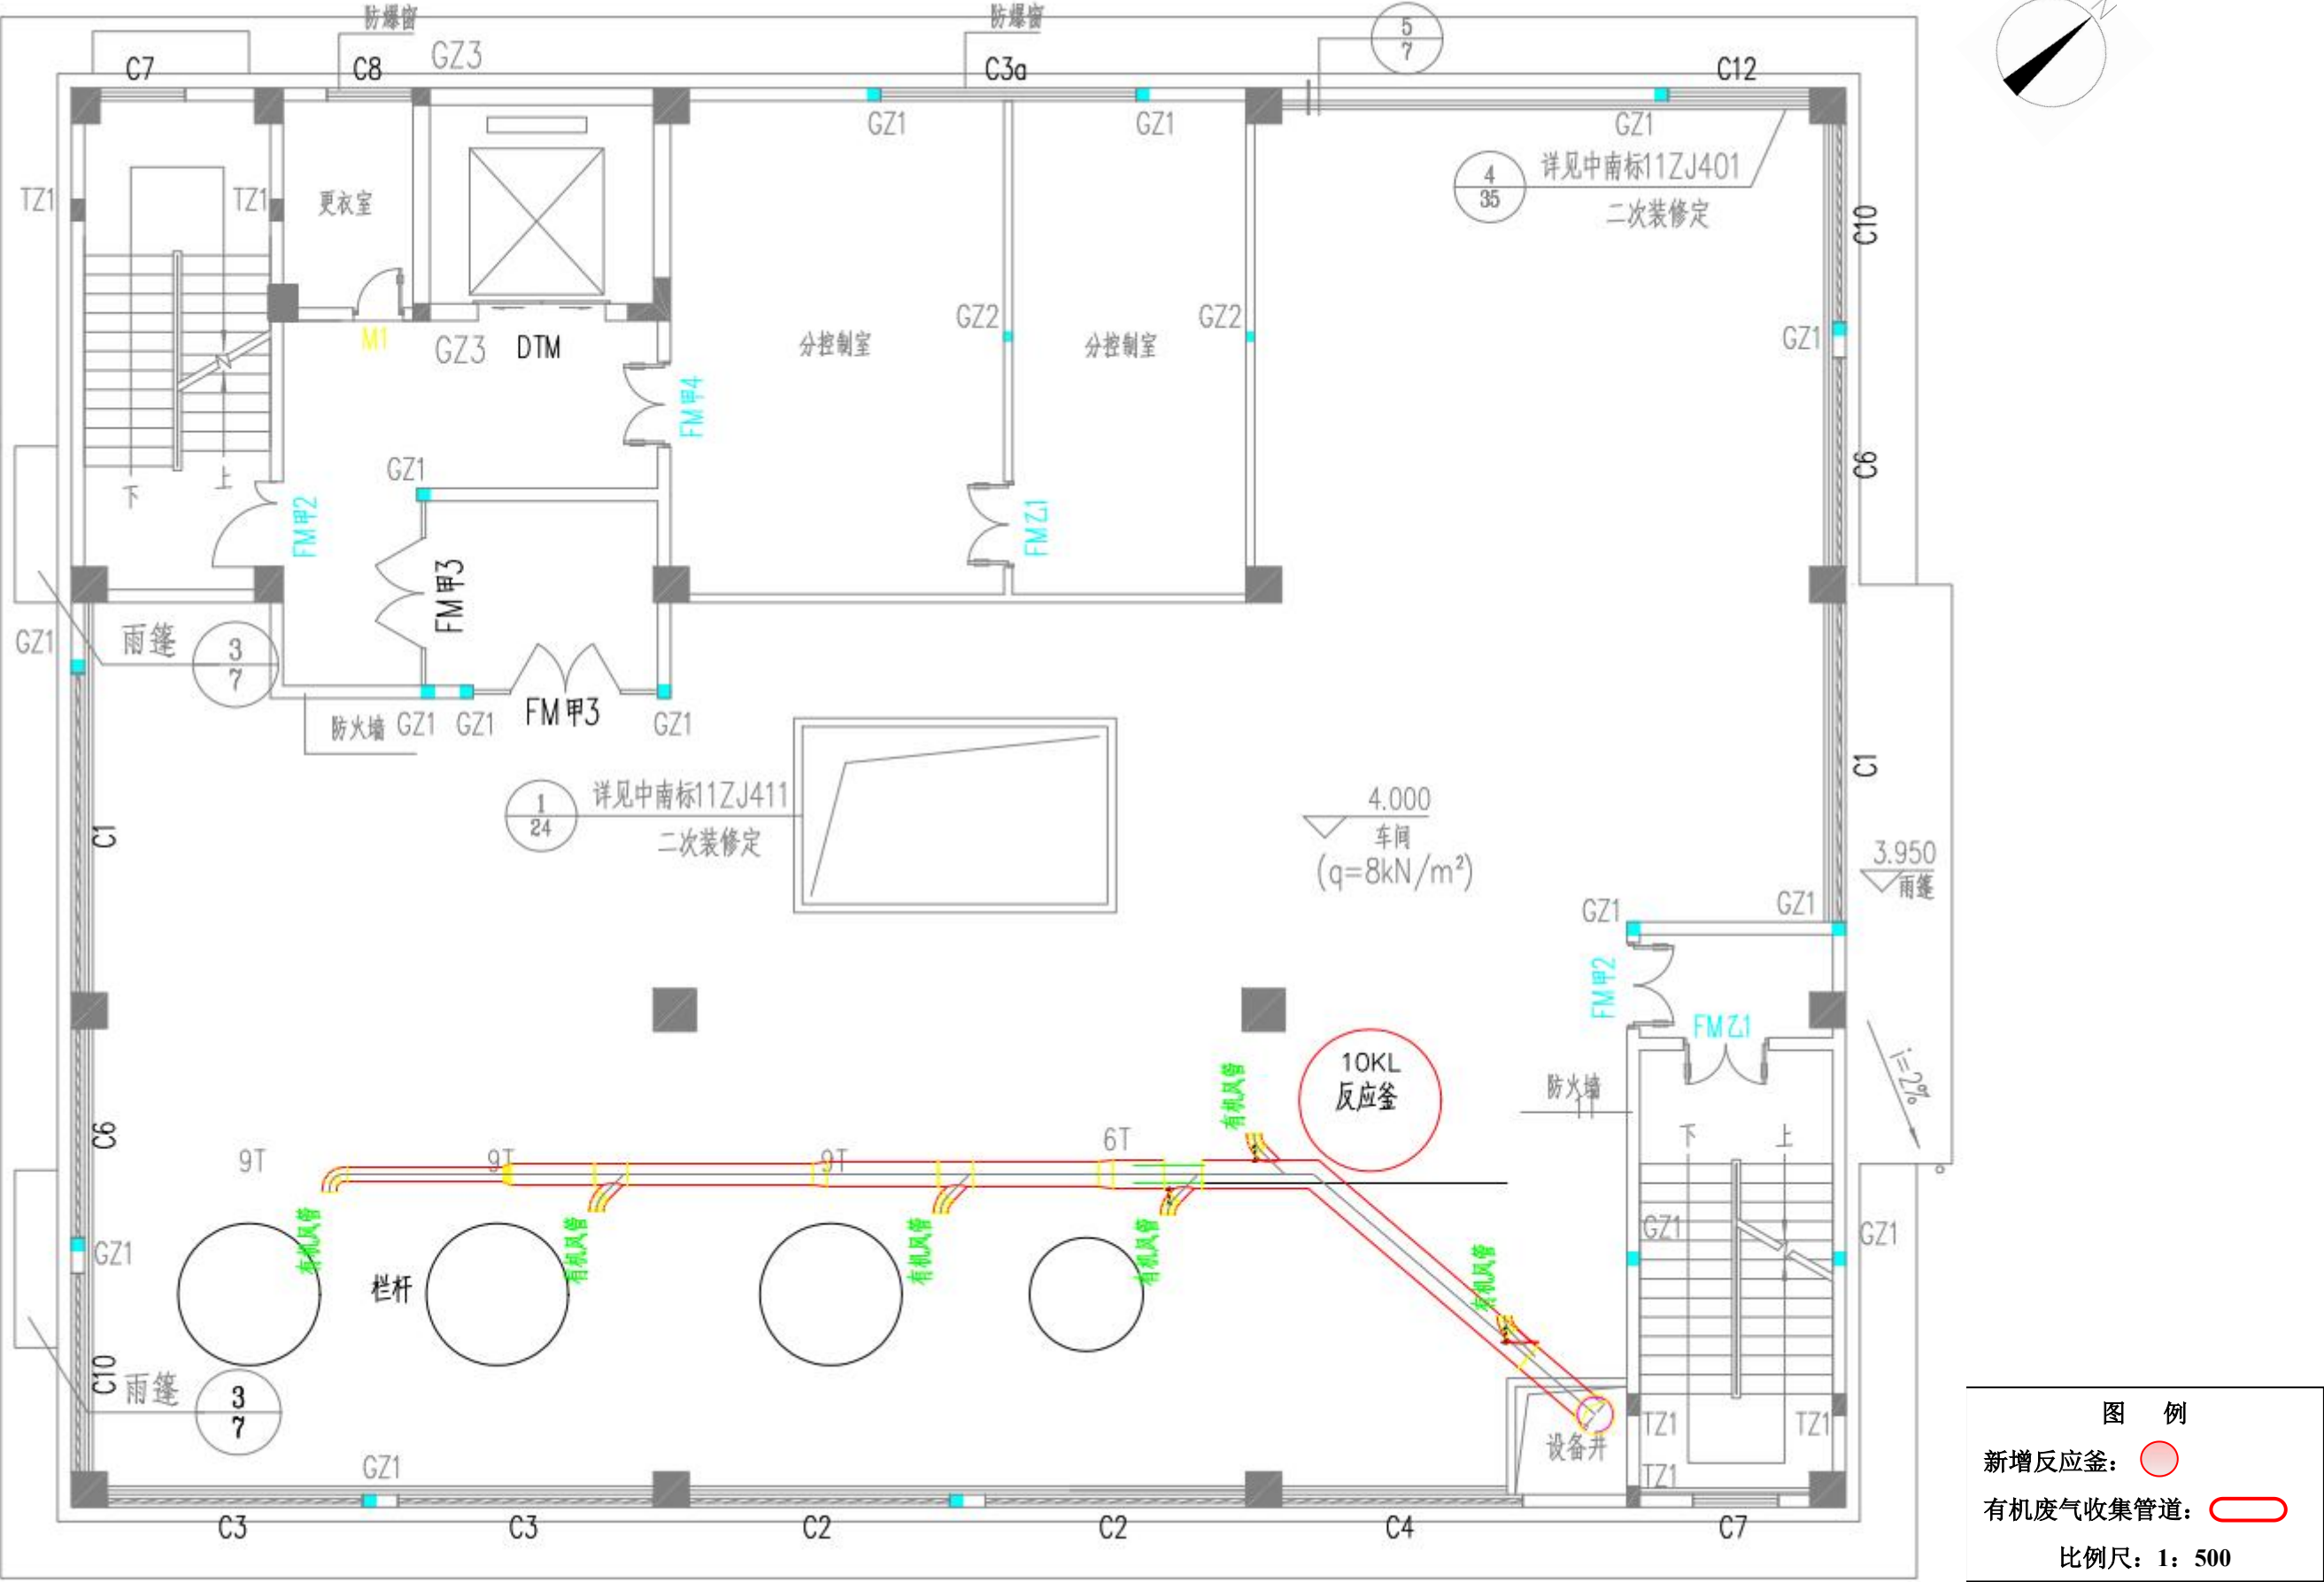 防爆窗
防爆窗
5
7
N
C7
C8
GZ3
C3a
C12
GZ1
GZ1
GZ1
4
35
详见中南标11ZJ401
二次装修定
TZ1
TZ1
更衣室
C10
M1
GZ3
DTM
分控制室
GZ2
分控制室
GZ2
GZ1
FM甲4
GZ1
下
上
FM甲2
FM甲3
FM乙1
C6
GZ1
雨篷
3
7
防火墙
GZ1
GZ1
FM甲3
GZ1
1
24
详见中南标11ZJ411
二次装修定
4.000
车间
(q=8kN/m²)
C1
C1
3.950
雨篷
GZ1
GZ1
FM甲2
FM乙1
10KL
反应釜
有机风管
防火墙
i=2%
C6
9T
9T
9T
6T
下
上
有机风管
有机风管
有机风管
有机风管
有机风管
GZ1
GZ1
GZ1
栏杆
C10
雨篷
3
7
设备井
TZ1
TZ1
TZ1
GZ1
C3
C3
C2
C2
C4
C7
图 例
新增反应釜：
有机废气收集管道：
比例尺：1：500